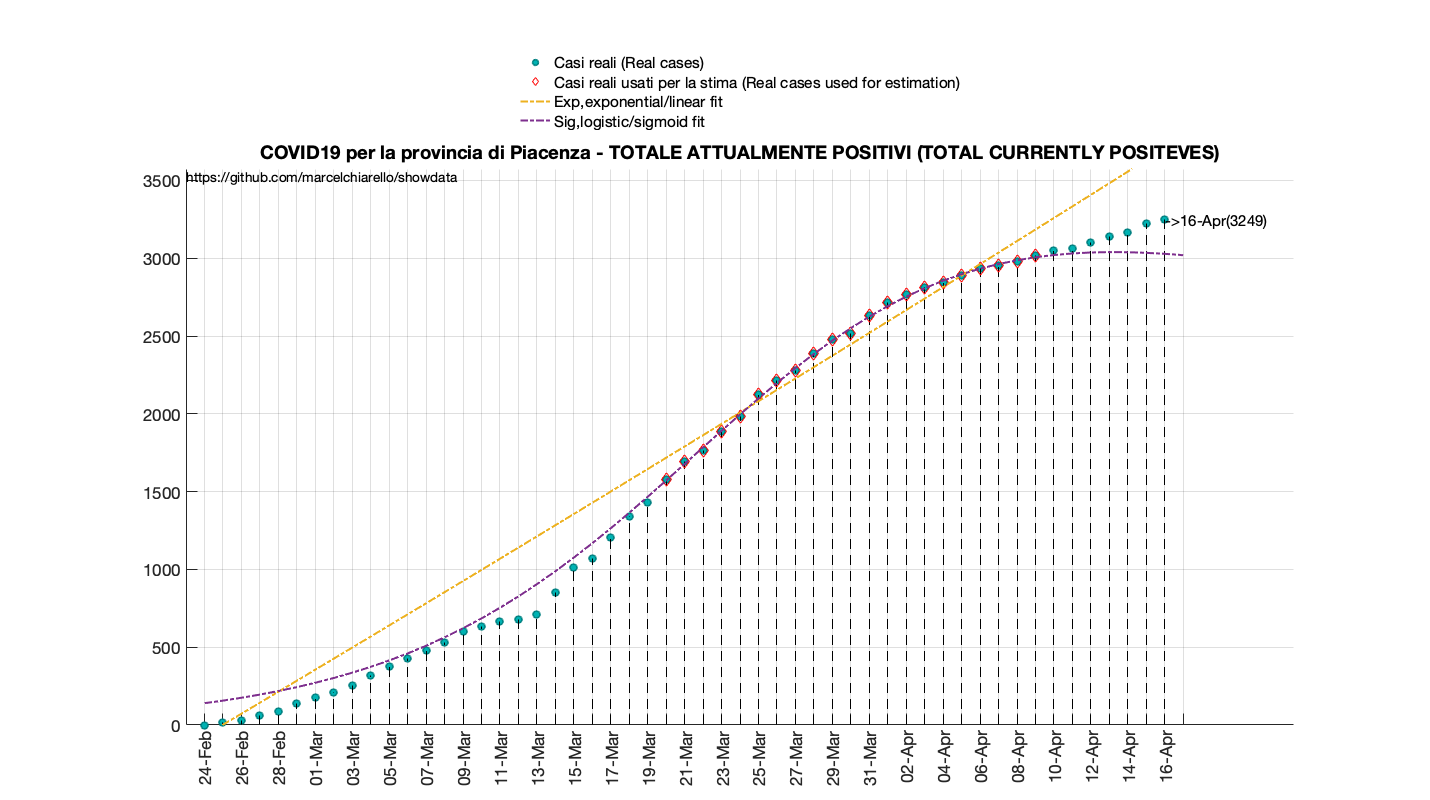 Casi reali (Real cases)
Casi reali usati per la stima (Real cases used for estimation)
Exp,exponential/linear fit
Sig,logistic/sigmoid fit
COVID19 per la provincia di Piacenza - TOTALE ATTUALMENTE POSITIVI (TOTAL CURRENTLY POSITEVES)
https://github.com/marcelchiarello/showdata
3500
3000
2500
2000
1500
1000
500
0
->16-Apr(3249)
24-Feb
26-Feb
28-Feb
01-Mar
03-Mar
05-Mar
07-Mar
09-Mar
11-Mar
13-Mar
15-Mar
17-Mar
19-Mar
21-Mar
23-Mar
25-Mar
27-Mar
29-Mar
31-Mar
02-Apr
04-Apr
06-Apr
08-Apr
10-Apr
12-Apr
14-Apr
16-Apr